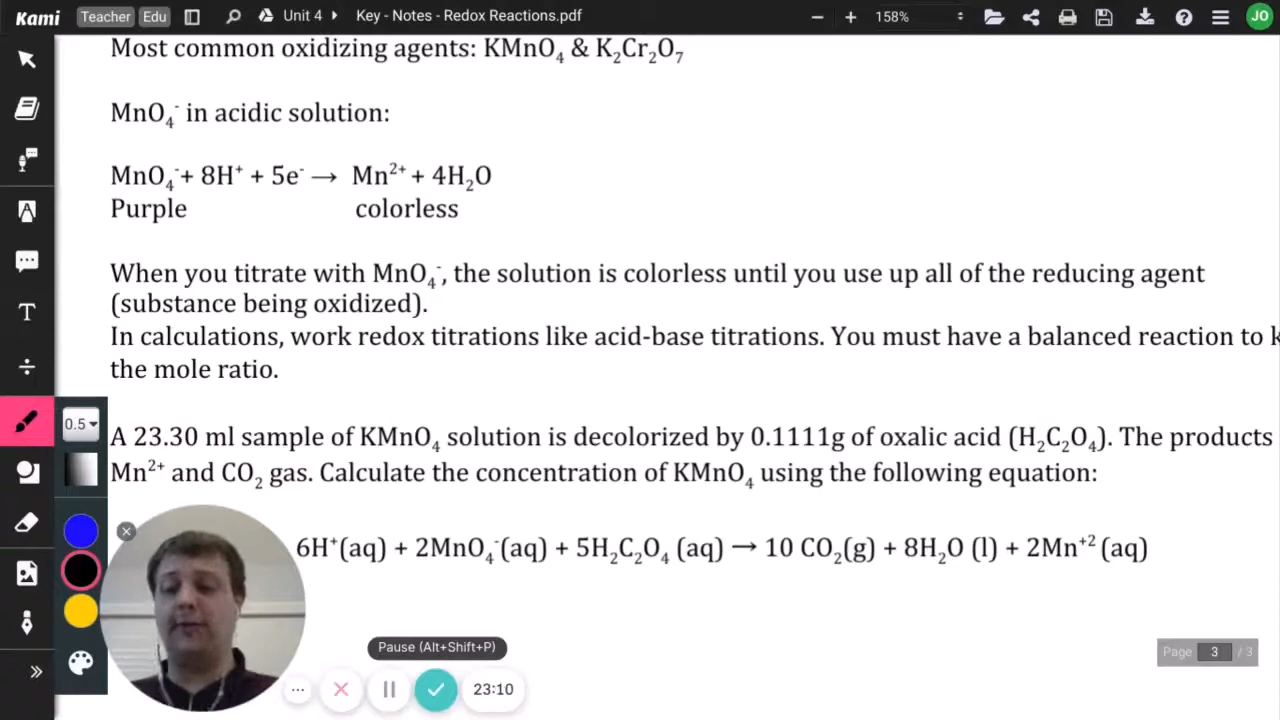 Kami Teacher Edu Unit 4 Key - Notes - Redox Reactions.pdf 158% JO
Most common oxidizing agents: KMnO₄ & K₂Cr₂O₇
MnO₄⁻ in acidic solution:
MnO₄⁻ + 8H⁺ + 5e⁻ → Mn²⁺ + 4H₂O
Purple colorless
When you titrate with MnO₄⁻, the solution is colorless until you use up all of the reducing agent
(substance being oxidized).
In calculations, work redox titrations like acid-base titrations. You must have a balanced reaction to k
the mole ratio.
0.5
A 23.30 ml sample of KMnO₄ solution is decolorized by 0.1111g of oxalic acid (H₂C₂O₄). The products
Mn²⁺ and CO₂ gas. Calculate the concentration of KMnO₄ using the following equation:
6H⁺(aq) + 2MnO₄⁻(aq) + 5H₂C₂O₄ (aq) → 10 CO₂(g) + 8H₂O (l) + 2Mn⁺² (aq)
Pause (Alt+Shift+P)
Page 3 / 3
23:10